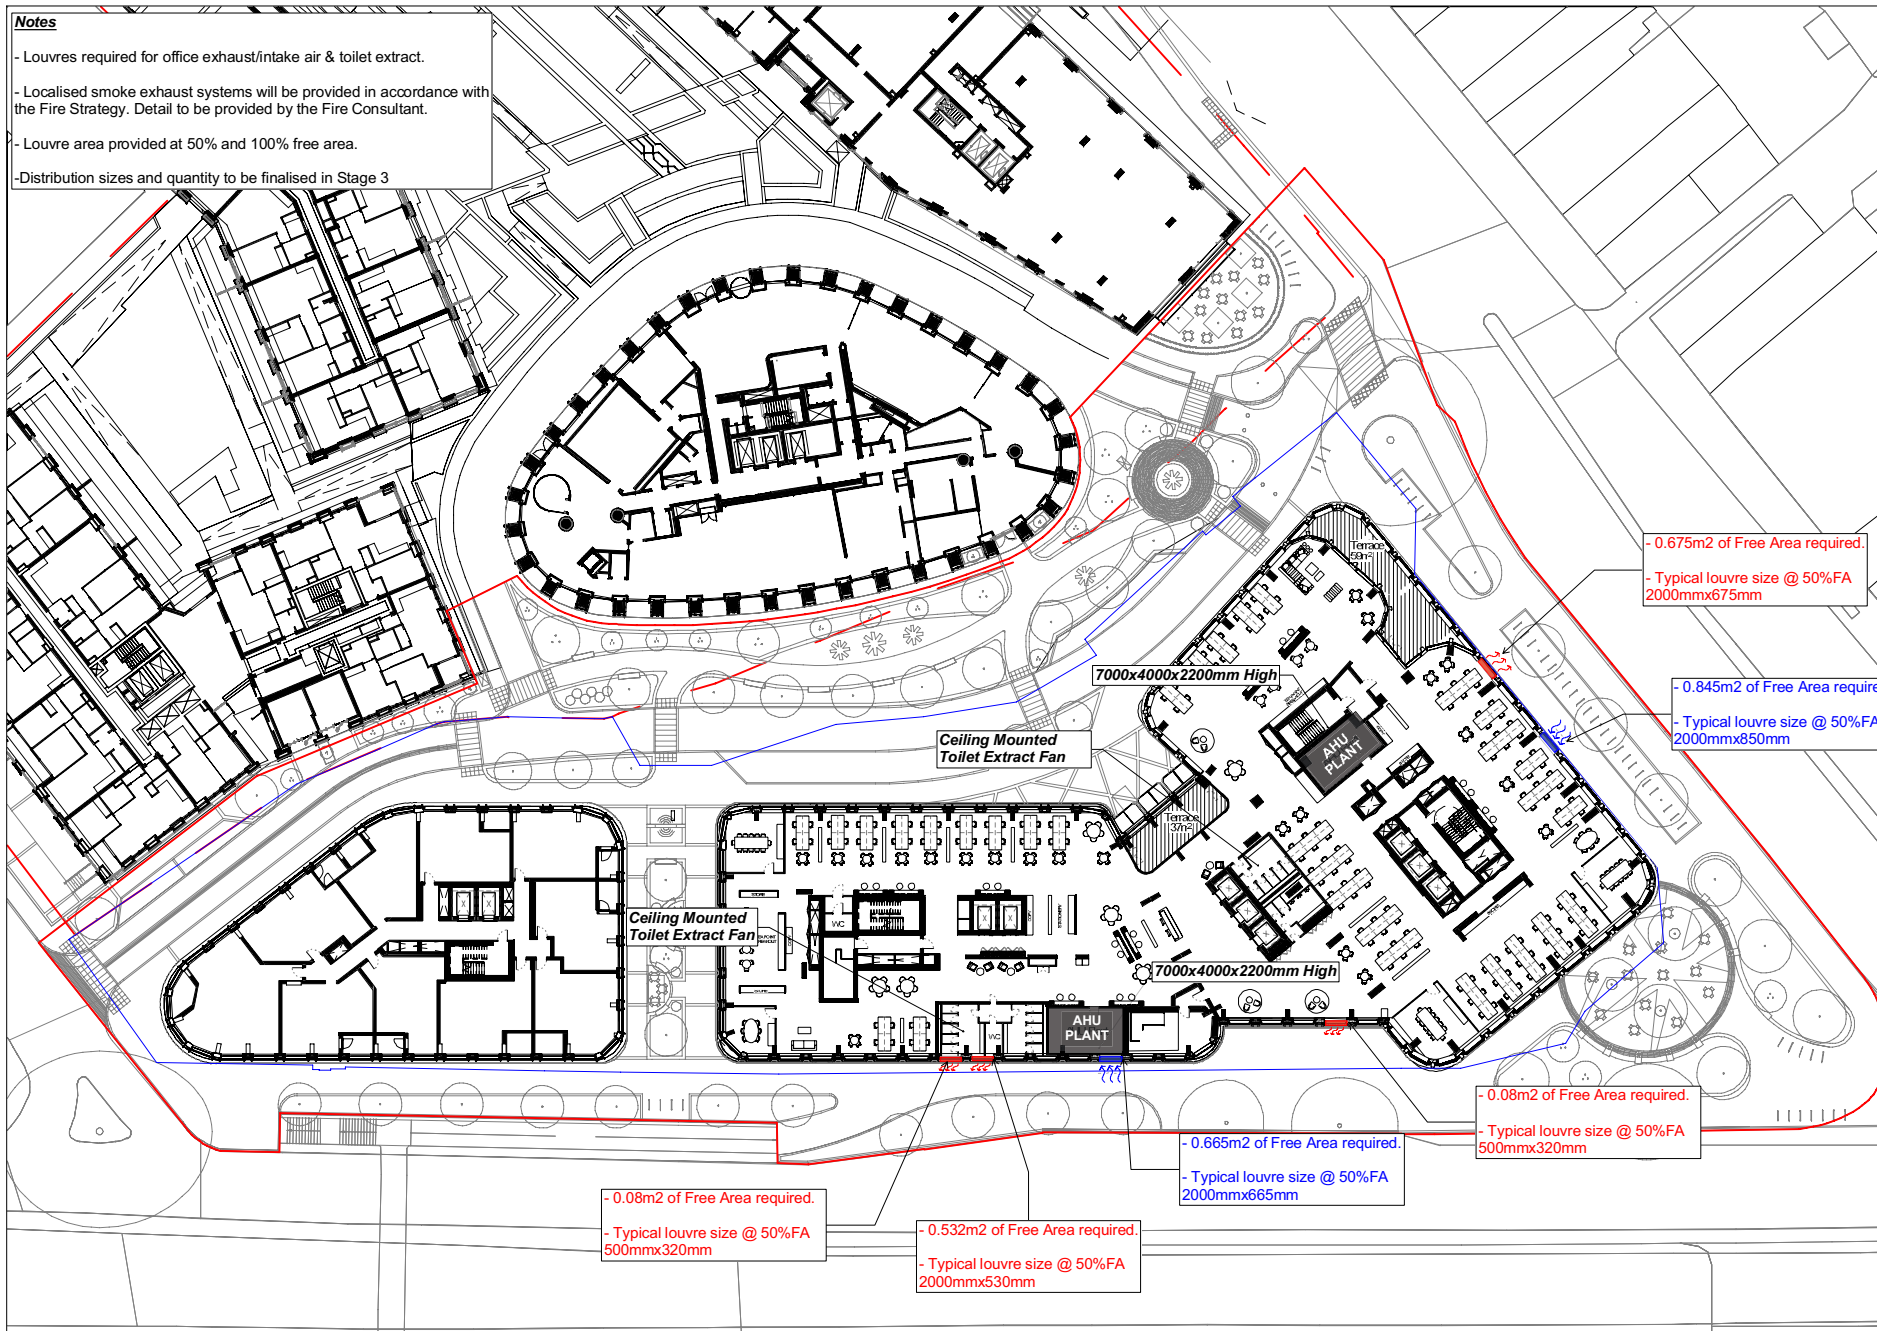 Notes
- Louvres required for office exhaust/intake air & toilet extract.
- Localised smoke exhaust systems will be provided in accordance with
the Fire Strategy. Detail to be provided by the Fire Consultant.
- Louvre area provided at 50% and 100% free area.
-Distribution sizes and quantity to be finalised in Stage 3
Terrace
59m²
- 0.675m2 of Free Area required.
- Typical louvre size @ 50%FA
2000mmx675mm
7000x4000x2200mm High
- 0.845m2 of Free Area require
- Typical louvre size @ 50%FA
2000mmx850mm
AHU
PLANT
Ceiling Mounted
Toilet Extract Fan
Terrace
37m²
STORE
Ceiling Mounted
Toilet Extract Fan
WC
7000x4000x2200mm High
AHU
PLANT
WC
- 0.08m2 of Free Area required.
- Typical louvre size @ 50%FA
500mmx320mm
- 0.665m2 of Free Area required.
- Typical louvre size @ 50%FA
2000mmx665mm
- 0.08m2 of Free Area required.
- Typical louvre size @ 50%FA
500mmx320mm
- 0.532m2 of Free Area required.
- Typical louvre size @ 50%FA
2000mmx530mm